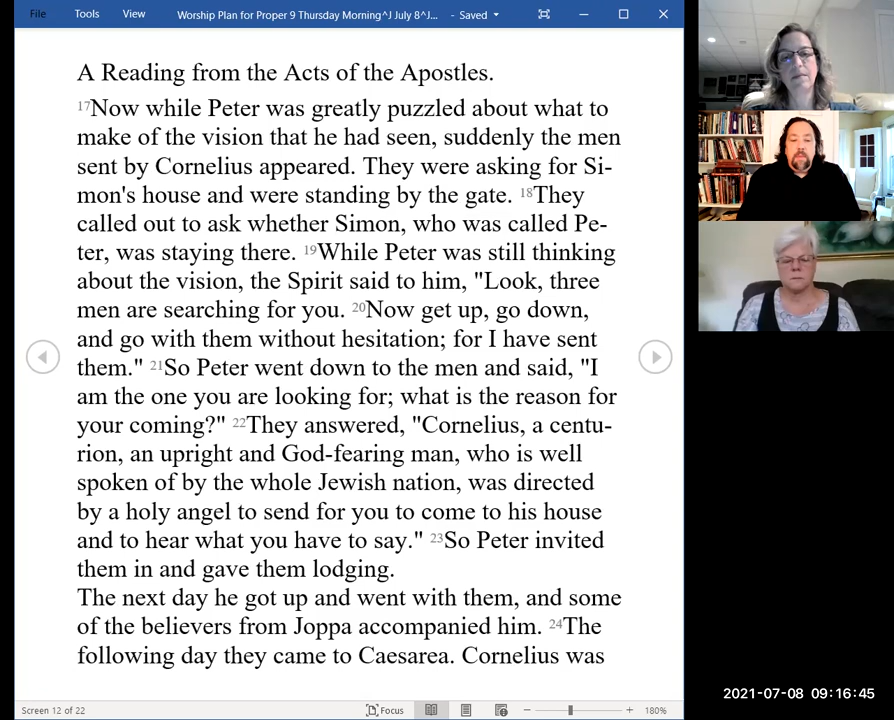 File Tools View Worship Plan for Proper 9 Thursday Morning^J July 8^J... - Saved
A Reading from the Acts of the Apostles.
17Now while Peter was greatly puzzled about what to
make of the vision that he had seen, suddenly the men
sent by Cornelius appeared. They were asking for Si-
mon's house and were standing by the gate. 18They
called out to ask whether Simon, who was called Pe-
ter, was staying there. 19While Peter was still thinking
about the vision, the Spirit said to him, "Look, three
men are searching for you. 20Now get up, go down,
and go with them without hesitation; for I have sent
them." 21So Peter went down to the men and said, "I
am the one you are looking for; what is the reason for
your coming?" 22They answered, "Cornelius, a centu-
rion, an upright and God-fearing man, who is well
spoken of by the whole Jewish nation, was directed
by a holy angel to send for you to come to his house
and to hear what you have to say." 23So Peter invited
them in and gave them lodging.
The next day he got up and went with them, and some
of the believers from Joppa accompanied him. 24The
following day they came to Caesarea. Cornelius was
Screen 12 of 22 Focus 180%
2021-07-08 09:16:45